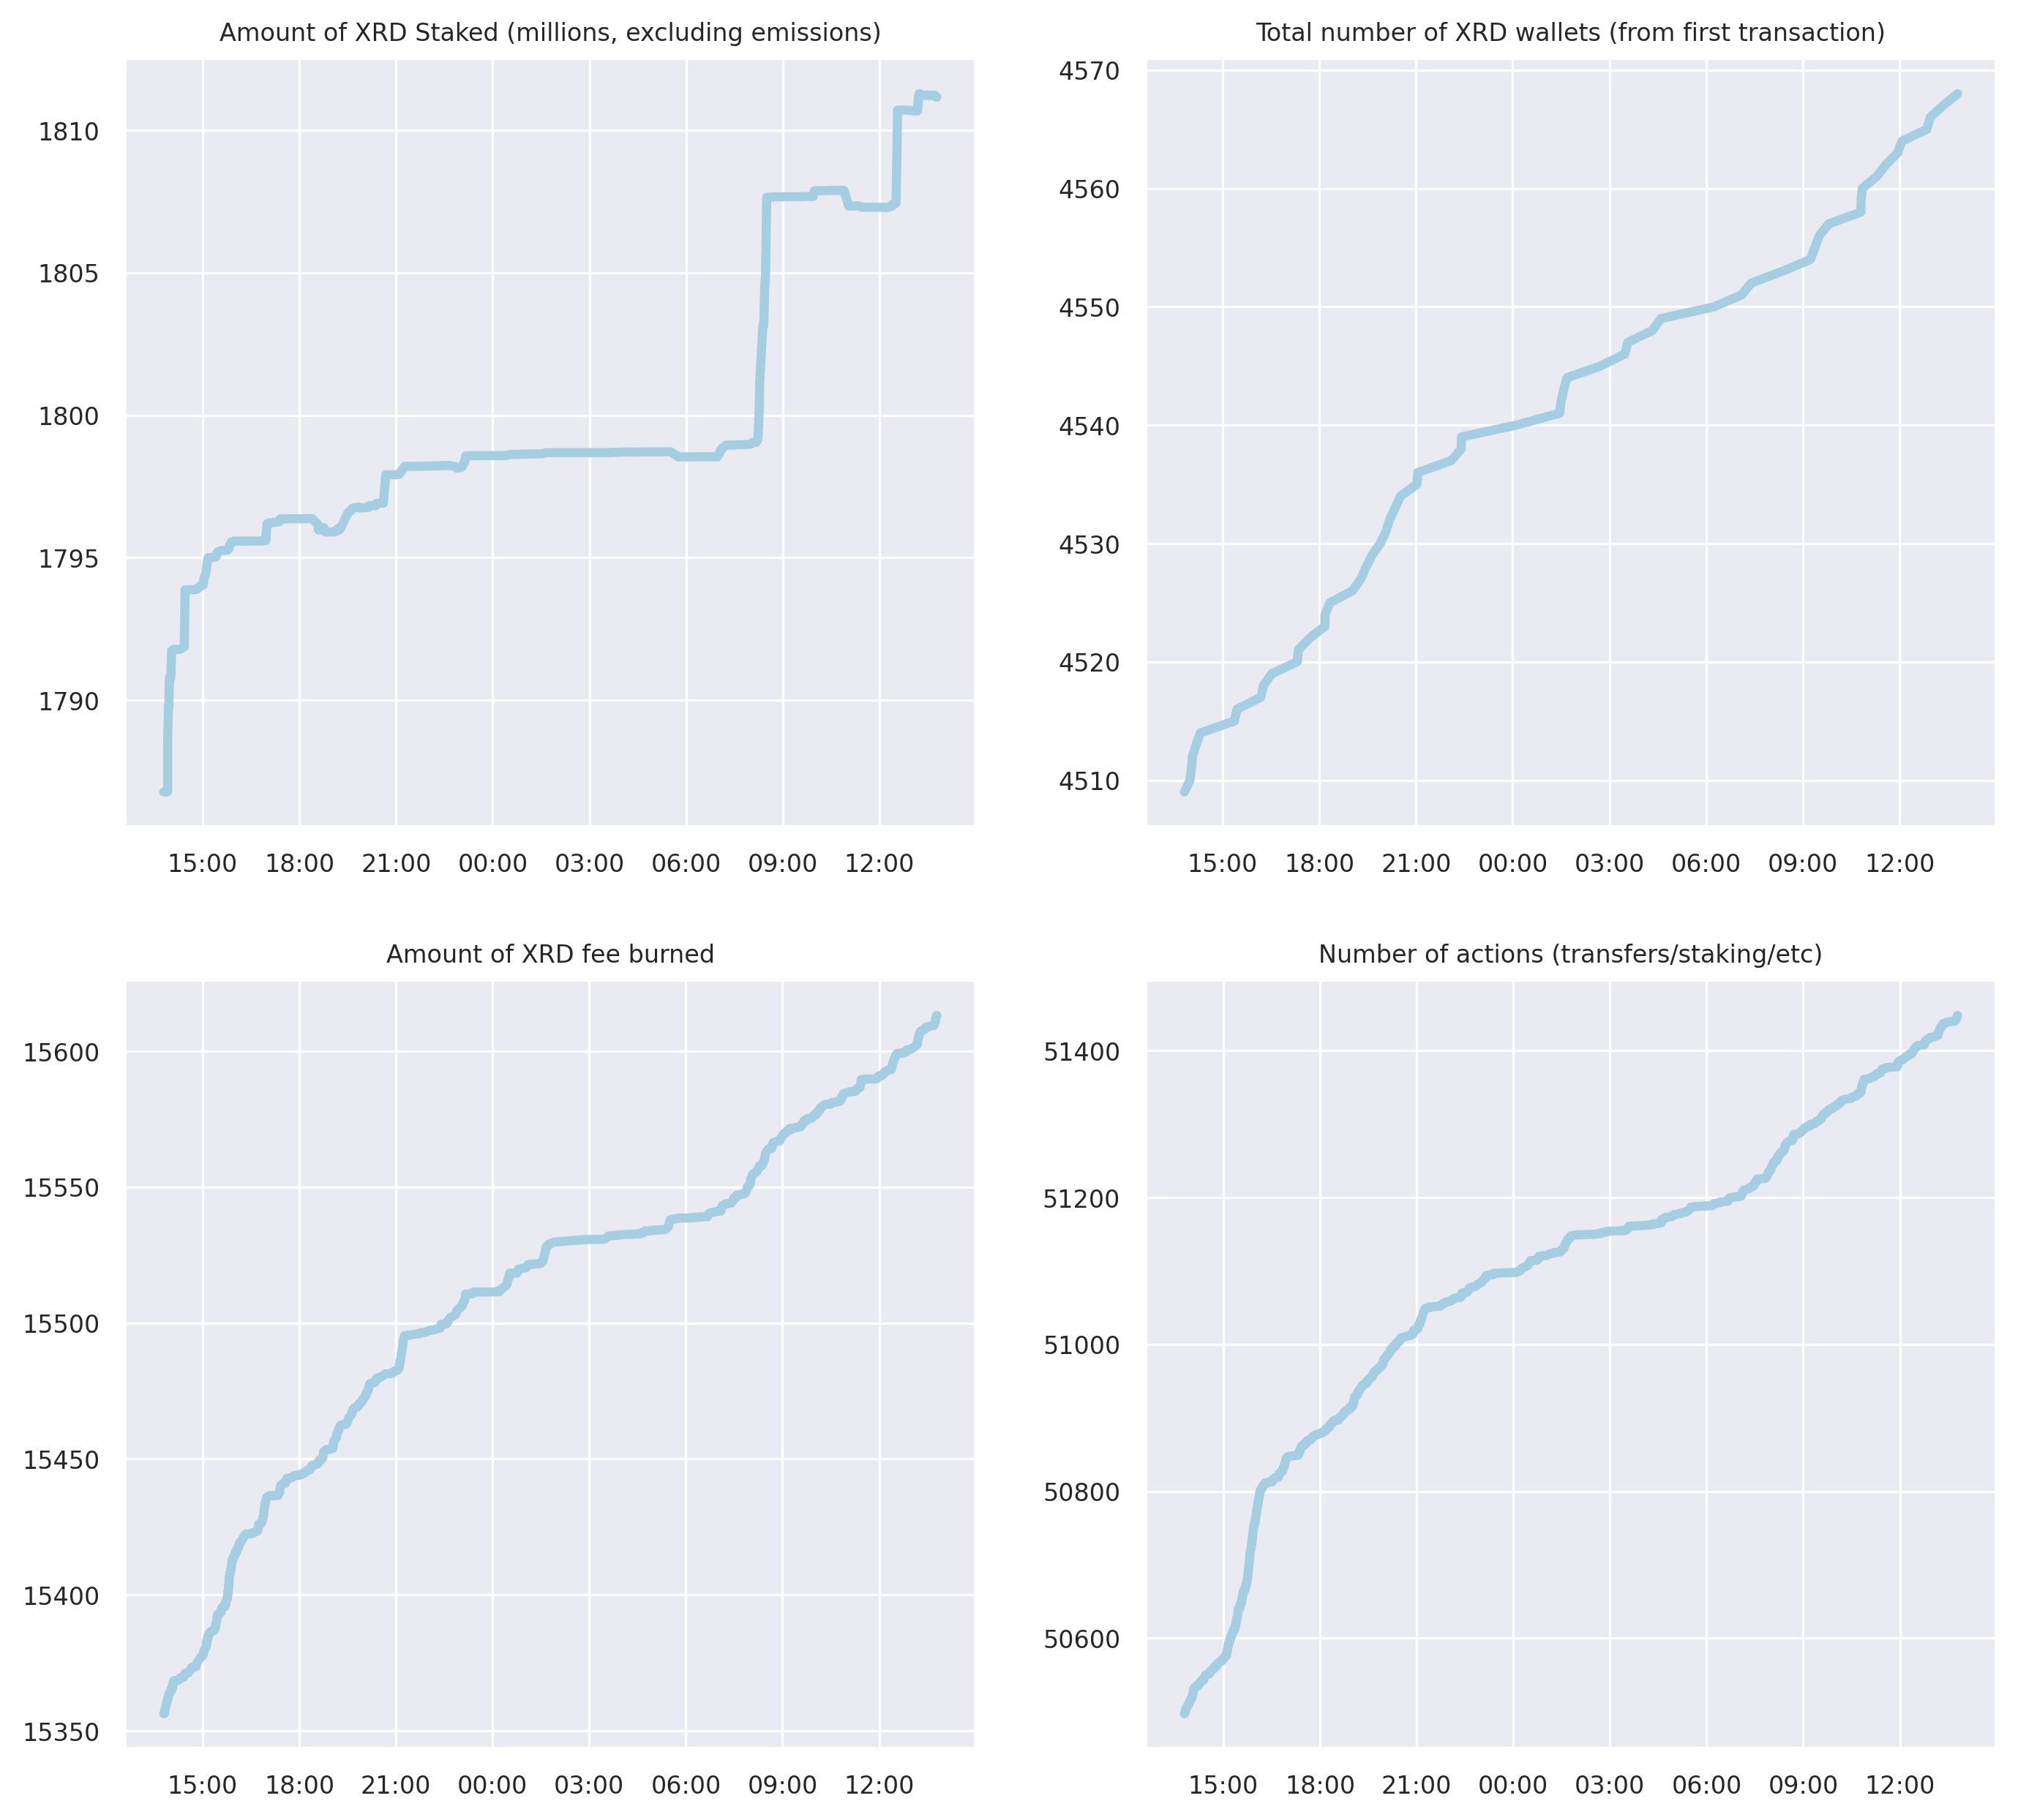 Amount of XRD Staked (millions, excluding emissions)
1810
1805
1800
1795
1790
15:00 18:00 21:00 00:00 03:00 06:00 09:00 12:00
Total number of XRD wallets (from first transaction)
4570
4560
4550
4540
4530
4520
4510
15:00 18:00 21:00 00:00 03:00 06:00 09:00 12:00
Amount of XRD fee burned
15600
15550
15500
15450
15400
15350
15:00 18:00 21:00 00:00 03:00 06:00 09:00 12:00
Number of actions (transfers/staking/etc)
51400
51200
51000
50800
50600
15:00 18:00 21:00 00:00 03:00 06:00 09:00 12:00